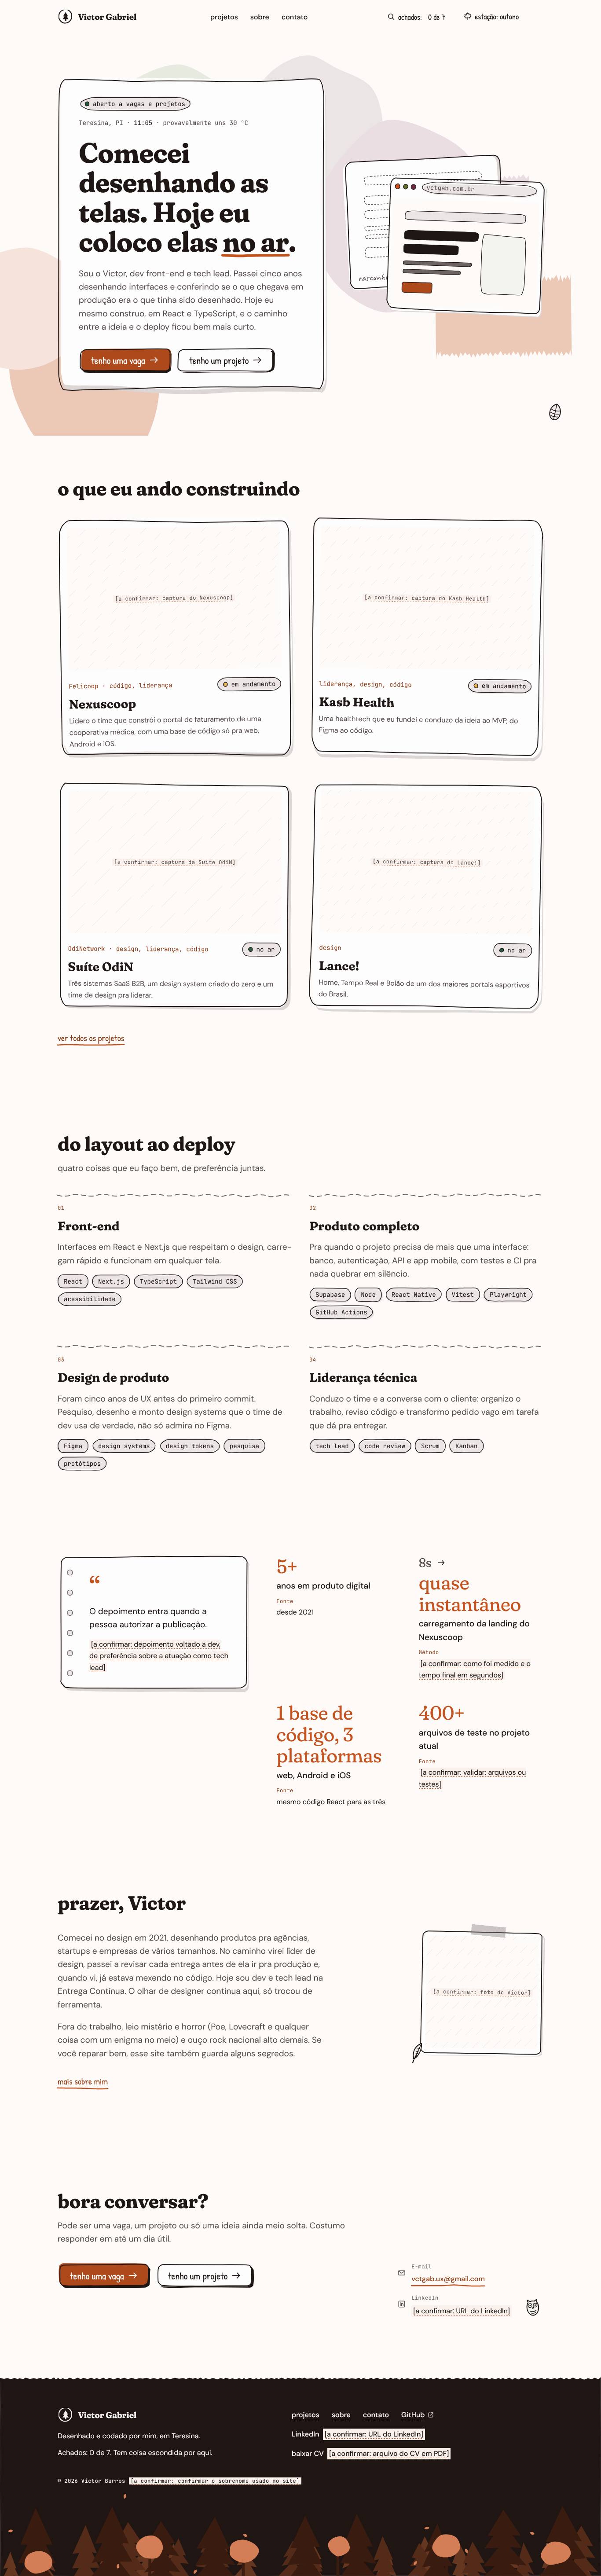 Victor Gabriel
projetos sobre contato
achados: 0 de 7
estação: outono
aberto a vagas e projetos
Teresina, PI · 11:05 · provavelmente uns 30 °C
Comecei
desenhando as
telas. Hoje eu
coloco elas no ar.
Sou o Victor, dev front-end e tech lead. Passei cinco anos
desenhando interfaces e conferindo se o que chegava em
produção era o que tinha sido desenhado. Hoje eu
mesmo construo, em React e TypeScript, e o caminho
entre a ideia e o deploy ficou bem mais curto.
tenho uma vaga →
tenho um projeto →
vctgab.com.br
o que eu ando construindo
[a confirmar: captura do Nexuscoop]
Felicoop · código, liderança
em andamento
Nexuscoop
Lidero o time que constrói o portal de faturamento de uma
cooperativa médica, com uma base de código só pra web,
Android e iOS.
[a confirmar: captura do Kasb Health]
liderança, design, código
em andamento
Kasb Health
Uma healthtech que eu fundei e conduzo da ideia ao MVP, do
Figma ao código.
[a confirmar: captura da Suíte OdiN]
OdiNetwork · design, liderança, código
no ar
Suíte OdiN
Três sistemas SaaS B2B, um design system criado do zero e um
time de design pra liderar.
[a confirmar: captura do Lance!]
design
no ar
Lance!
Home, Tempo Real e Bolão de um dos maiores portais esportivos
do Brasil.
ver todos os projetos
do layout ao deploy
quatro coisas que eu faço bem, de preferência juntas.
01
Front-end
Interfaces em React e Next.js que respeitam o design, carre-
gam rápido e funcionam em qualquer tela.
React Next.js TypeScript Tailwind CSS
acessibilidade
02
Produto completo
Pra quando o projeto precisa de mais que uma interface:
banco, autenticação, API e app mobile, com testes e CI pra
nada quebrar em silêncio.
Supabase Node React Native Vitest Playwright
GitHub Actions
03
Design de produto
Foram cinco anos de UX antes do primeiro commit.
Pesquiso, desenho e monto design systems que o time de
dev usa de verdade, não só admira no Figma.
Figma design systems design tokens pesquisa
protótipos
04
Liderança técnica
Conduzo o time e a conversa com o cliente: organizo o
trabalho, reviso código e transformo pedido vago em tarefa
que dá pra entregar.
tech lead code review Scrum Kanban
“
O depoimento entra quando a
pessoa autorizar a publicação.
[a confirmar: depoimento voltado a dev,
de preferência sobre a atuação como tech
lead]
5+
anos em produto digital
Fonte
desde 2021
8s →
quase
instantâneo
carregamento da landing do
Nexuscoop
Método
[a confirmar: como foi medido e o
tempo final em segundos]
1 base de
código, 3
plataformas
web, Android e iOS
Fonte
mesmo código React para as três
400+
arquivos de teste no projeto
atual
Fonte
[a confirmar: validar: arquivos ou
testes]
prazer, Victor
Comecei no design em 2021, desenhando produtos pra agências,
startups e empresas de vários tamanhos. No caminho virei líder de
design, passei a revisar cada entrega antes de ela ir pra produção e,
quando vi, já estava mexendo no código. Hoje sou dev e tech lead na
Entrega Contínua. O olhar de designer continua aqui, só trocou de
ferramenta.
Fora do trabalho, leio mistério e horror (Poe, Lovecraft e qualquer
coisa com um enigma no meio) e ouço rock nacional alto demais. Se
você reparar bem, esse site também guarda alguns segredos.
mais sobre mim
[a confirmar: foto do Victor]
bora conversar?
Pode ser uma vaga, um projeto ou só uma ideia ainda meio solta. Costumo
responder em até um dia útil.
tenho uma vaga →
tenho um projeto →
E-mail
vctgab.ux@gmail.com
LinkedIn
[a confirmar: URL do LinkedIn]
Victor Gabriel
Desenhado e codado por mim, em Teresina.
Achados: 0 de 7. Tem coisa escondida por aqui.
projetos sobre contato GitHub
LinkedIn [a confirmar: URL do LinkedIn]
baixar CV [a confirmar: arquivo do CV em PDF]
© 2026 Victor Barros [a confirmar: confirmar o sobrenome usado no site]